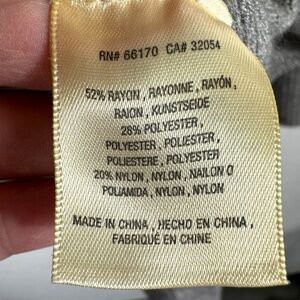 RN# 66170 CA# 32054
52% RAYON , RAYONNE , RAYÓN ,
RAION , KUNSTSEIDE
28% POLYESTER ,
POLYESTER , POLIESTER ,
POLIESTERE , POLYESTER
20% NYLON , NYLON , NAILON O
POLIAMIDA , NYLON , NYLON
MADE IN CHINA , HECHO EN CHINA ,
FABRIQUÉ EN CHINE